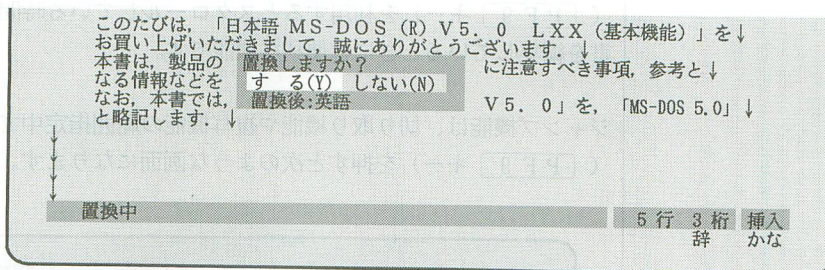 このたびは，「日本語 MS-DOS (R) V5．0　LXX (基本機能)」を↓
お買い上げいただきまして，誠にありがとうございます．↓
本書は，製品の　置換しますか？　に注意すべき事項，参考と↓
なる情報などを　す　る(Y)　しない(N)
なお，本書では，置換後:英語　V5．0」を，「MS-DOS 5.0」↓
と略記します．↓
↓
↓
↓
↓
置換中　5 行　3 桁　挿入
辞　かな